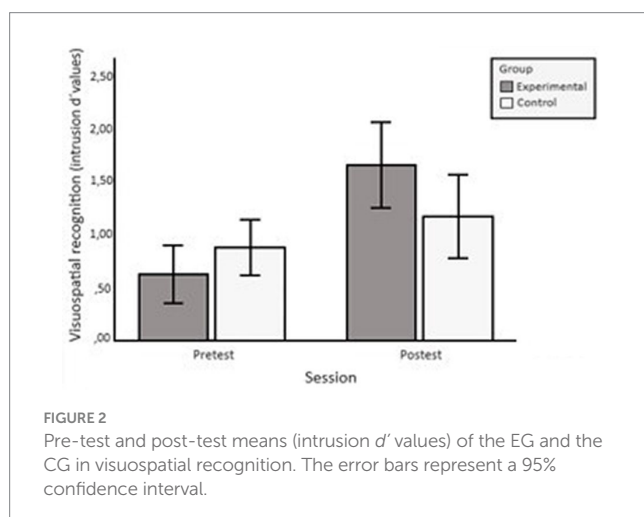 Visuospatial recognition (intrusion d´values)
2,50
2,00
1,50
1,00
,50
,00
Group
Experimental
Control
Pretest
Postest
Session
FIGURE 2
Pre-test and post-test means (intrusion d′ values) of the EG and the
CG in visuospatial recognition. The error bars represent a 95%
confidence interval.